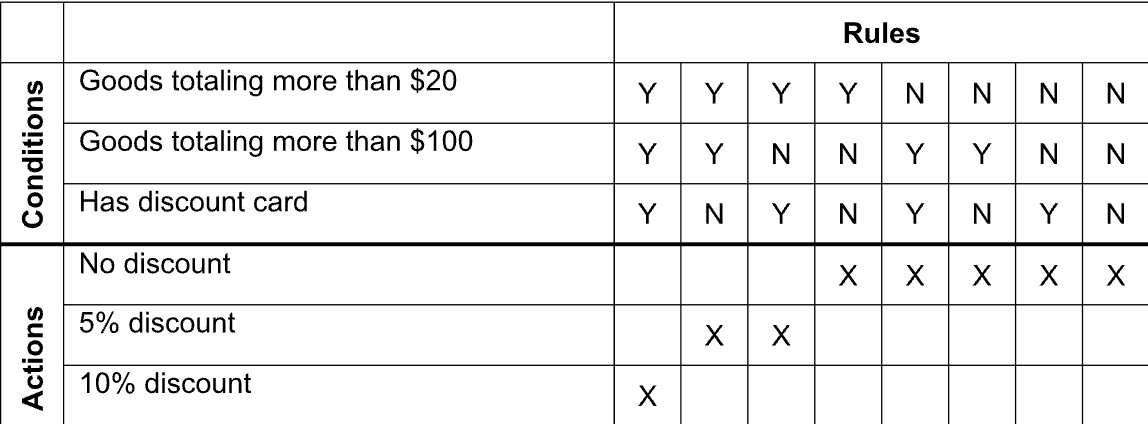 Rules
Conditions
Goods totaling more than $20 Y Y Y Y N N N N
Goods totaling more than $100 Y Y N N Y Y N N
Has discount card Y N Y N Y N Y N
Actions
No discount X X X X X
5% discount X X
10% discount X